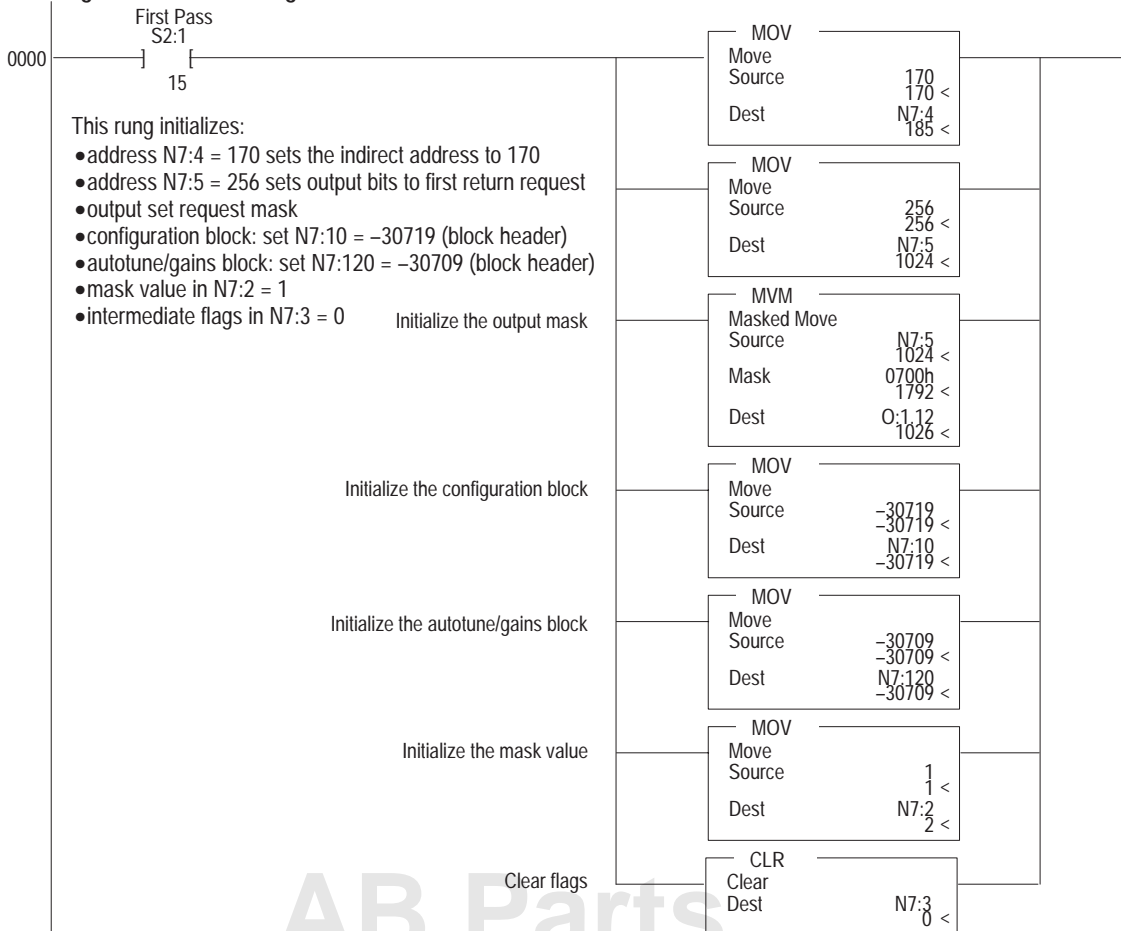 First Pass
S2:1
0000
] [
15
This rung initializes:
•address N7:4 = 170 sets the indirect address to 170
•address N7:5 = 256 sets output bits to first return request
•output set request mask
•configuration block: set N7:10 = –30719 (block header)
•autotune/gains block: set N7:120 = –30709 (block header)
•mask value in N7:2 = 1
•intermediate flags in N7:3 = 0
MOV
Move
Source 170
170 <
Dest N7:4
185 <
MOV
Move
Source 256
256 <
Dest N7:5
1024 <
Initialize the output mask
MVM
Masked Move
Source N7:5
1024 <
Mask 0700h
1792 <
Dest O:1.12
1026 <
Initialize the configuration block
MOV
Move
Source –30719
–30719 <
Dest N7:10
–30719 <
Initialize the autotune/gains block
MOV
Move
Source –30709
–30709 <
Dest N7:120
–30709 <
Initialize the mask value
MOV
Move
Source 1
1 <
Dest N7:2
2 <
Clear flags
CLR
Clear
Dest N7:3
0 <
AB Parts